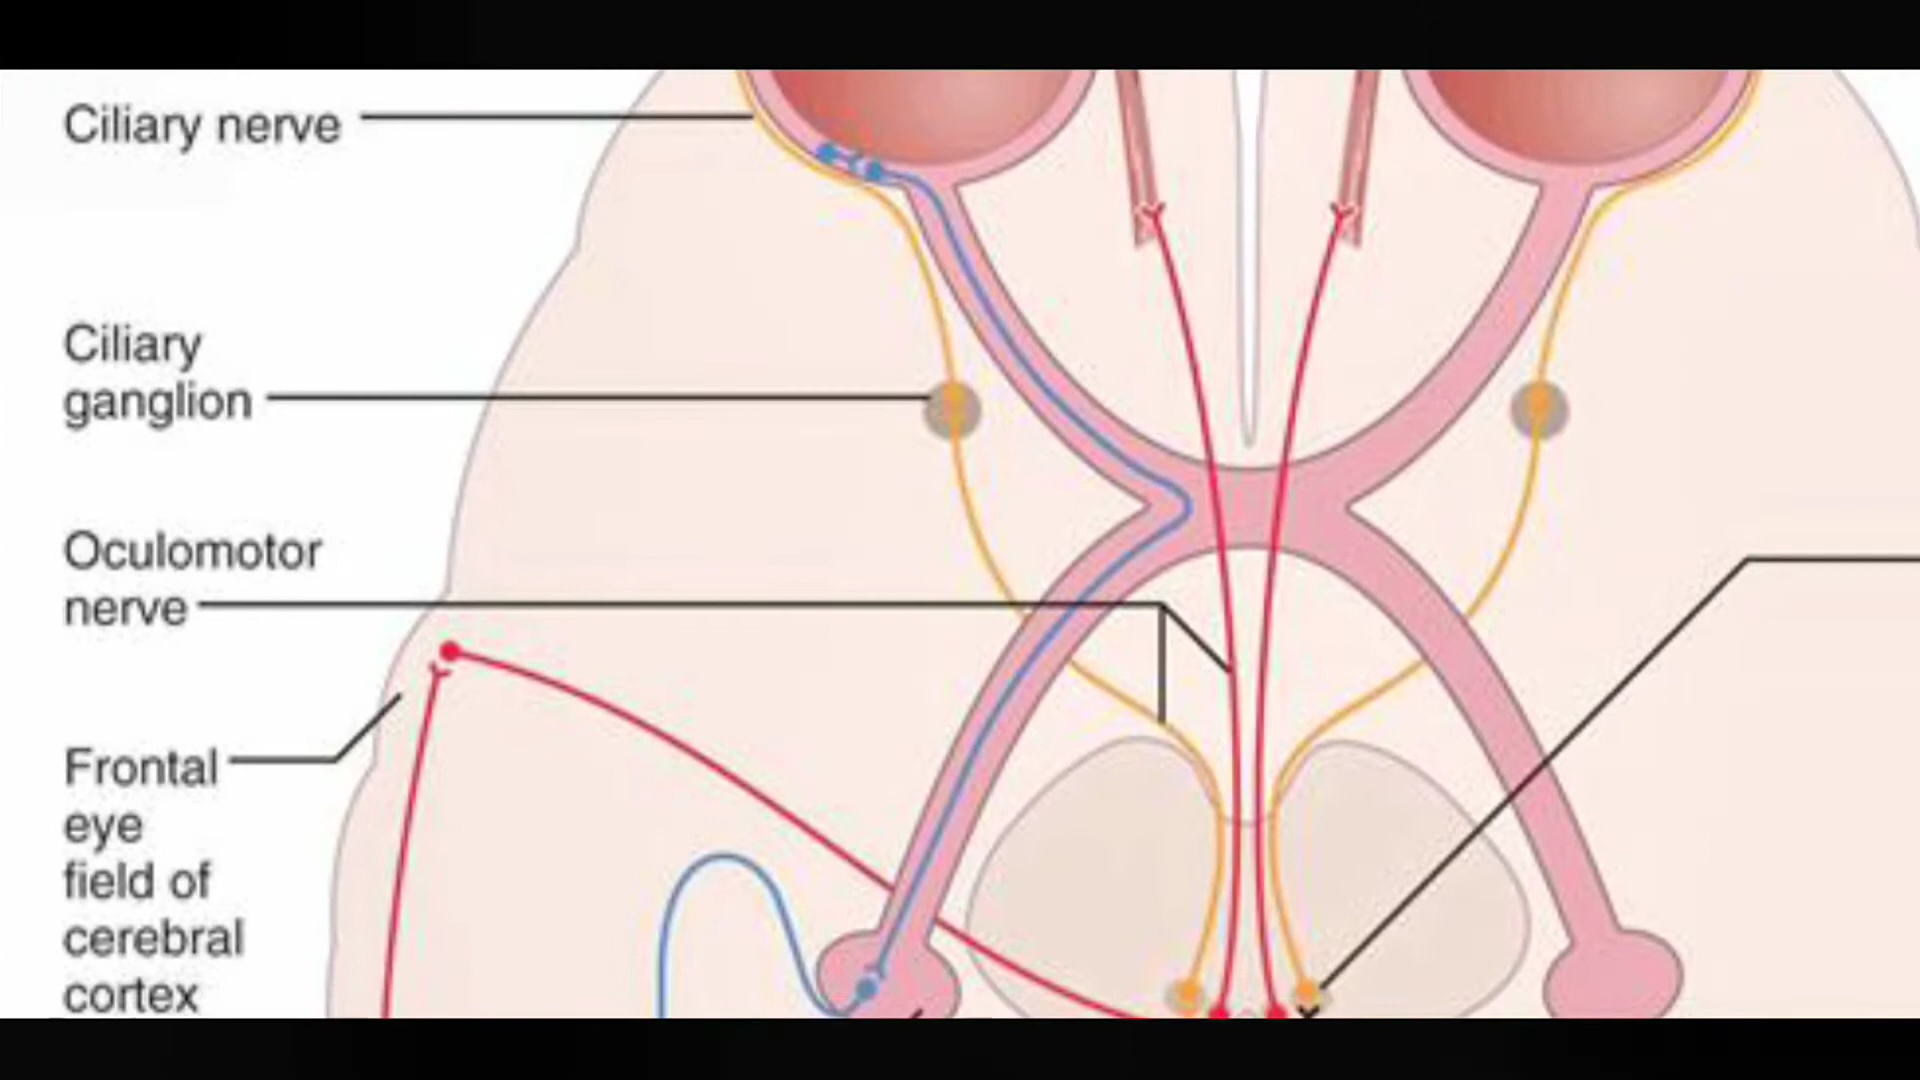 Ciliary nerve
Ciliary
ganglion
Oculomotor
nerve
Frontal
eye
field of
cerebral
cortex